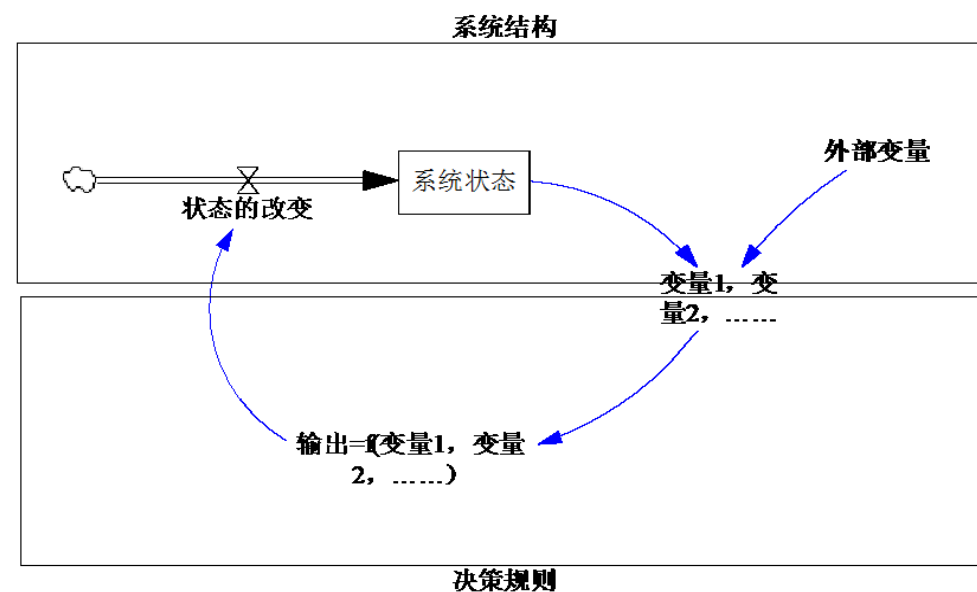 系统结构
外部变量
系统状态
状态的改变
变量1，变
量2，……
输出=f(变量1，变量
2，……）
决策规则